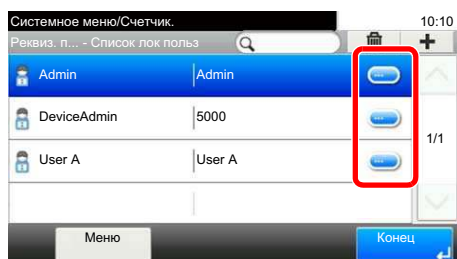 Системное меню/Счетчик.
10:10
Реквиз. п... - Список лок польз
Admin Admin
DeviceAdmin 5000
1/1
User A User A
Меню Конец